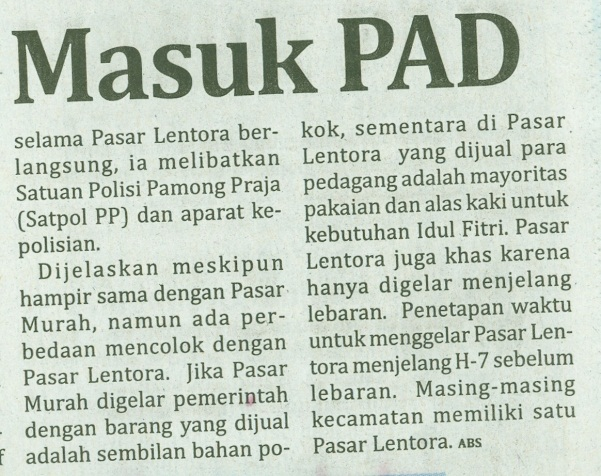 Masuk PAD
selama Pasar Lentora ber-
langsung, ia melibatkan
Satuan Polisi Pamong Praja
(Satpol PP) dan aparat ke-
polisian.
Dijelaskan meskipun
hampir sama dengan Pasar
Murah, namun ada per-
bedaan mencolok dengan
Pasar Lentora. Jika Pasar
Murah digelar pemerintah
dengan barang yang dijual
f adalah sembilan bahan po-
kok, sementara di Pasar
Lentora yang dijual para
pedagang adalah mayoritas
pakaian dan alas kaki untuk
kebutuhan Idul Fitri. Pasar
Lentora juga khas karena
hanya digelar menjelang
lebaran. Penetapan waktu
untuk menggelar Pasar Len-
tora menjelang H-7 sebelum
lebaran. Masing-masing
kecamatan memiliki satu
Pasar Lentora. ABS